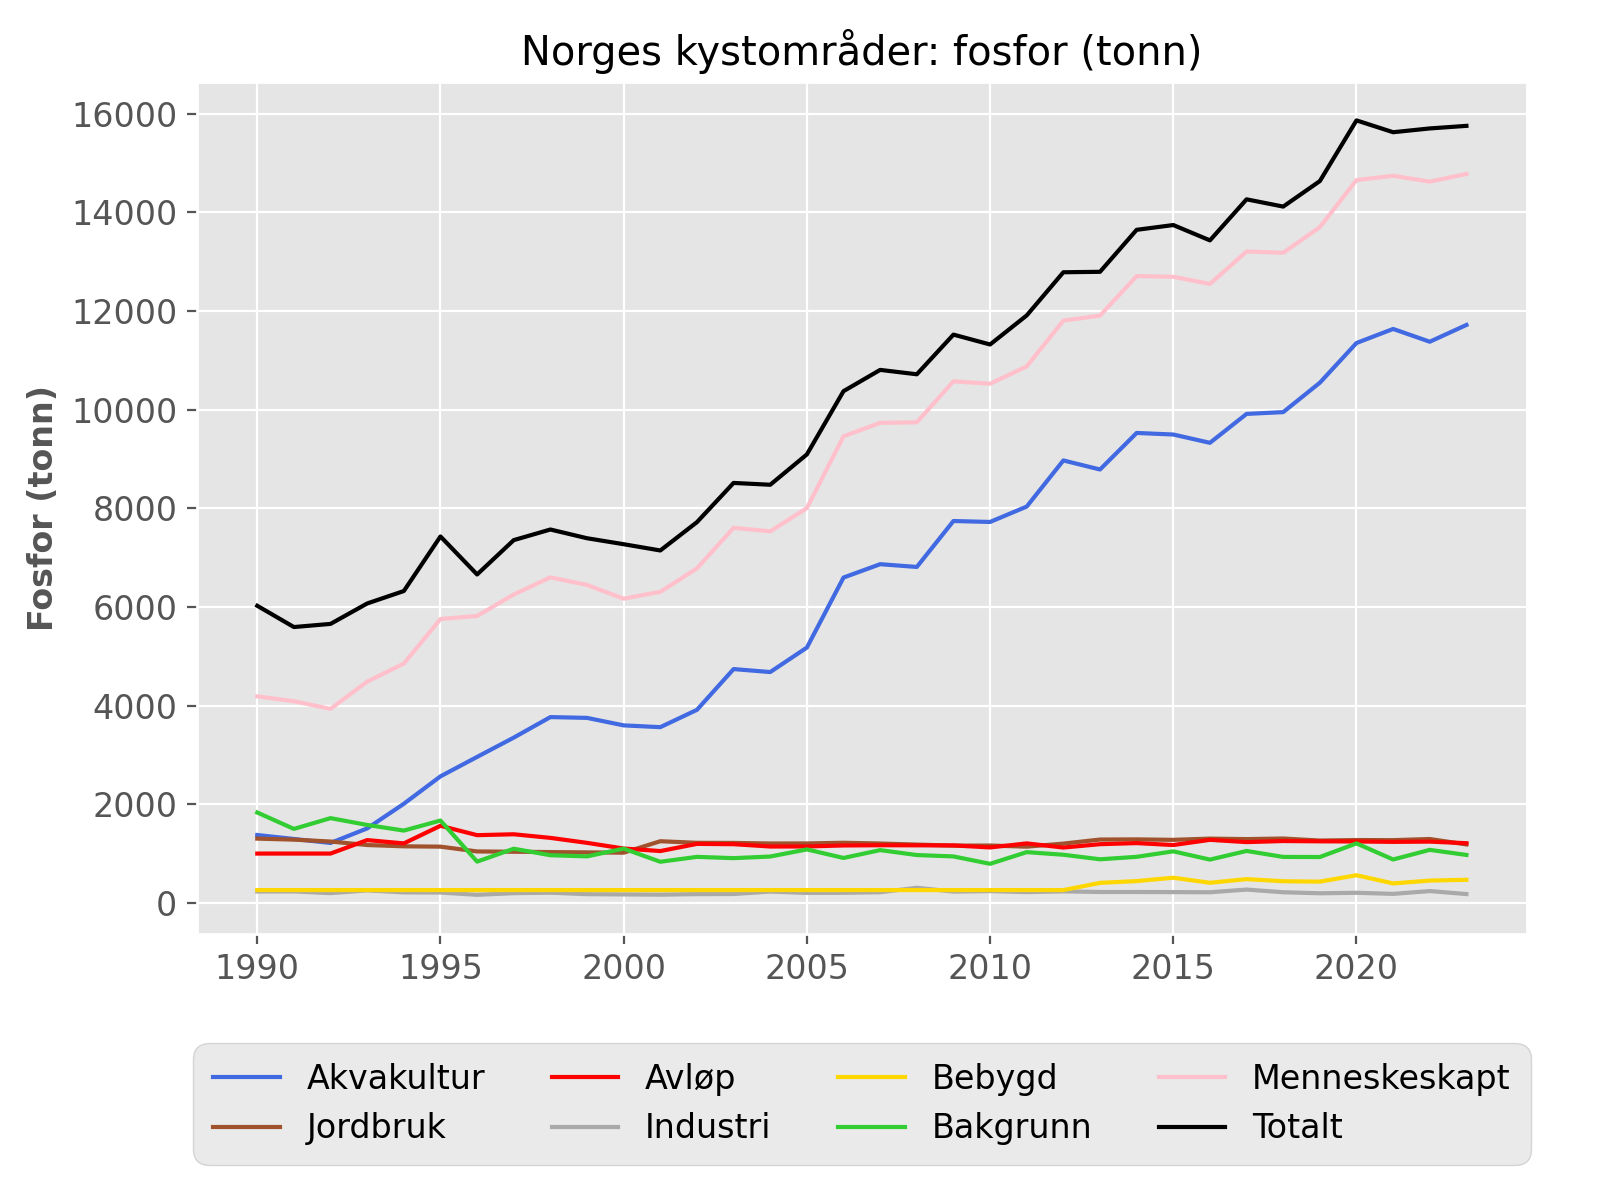 Norges kystområder: fosfor (tonn)
Fosfor (tonn)
16000
14000
12000
10000
8000
6000
4000
2000
0
1990 1995 2000 2005 2010 2015 2020
Akvakultur Avløp Bebygd Menneskeskapt
Jordbruk Industri Bakgrunn Totalt